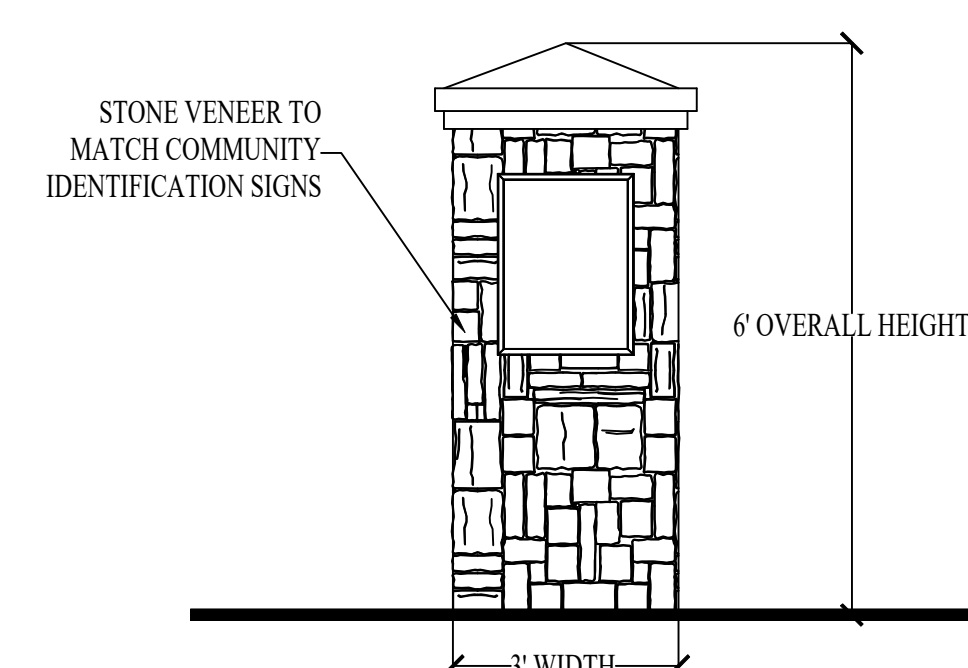 STONE VENEER TO
MATCH COMMUNITY
IDENTIFICATION SIGNS
6' OVERALL HEIGHT
3' WIDTH